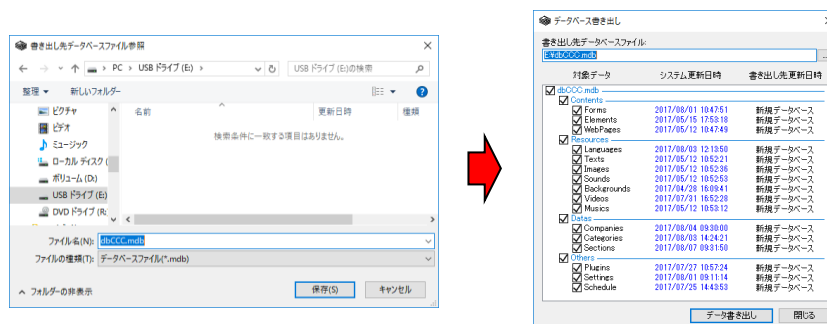 書き出し先データベースファイル参照
PC › USB ドライブ (E:) ›
USB ドライブ (E:)の検索
整理 新しいフォルダー
ピクチャ
ビデオ
ミュージック
ローカル ディスク (
ボリューム (D:)
USB ドライブ (E:)
DVD ドライブ (R:
名前 更新日時 種類
検索条件に一致する項目はありません。
ファイル名(N): dbCCC.mdb
ファイルの種類(T): データベースファイル(*.mdb)
フォルダーの非表示 保存(S) キャンセル
データベース書き出し
書き出し先データベースファイル:
E:¥dbCCC.mdb
対象データ システム更新日時 書き出し先更新日時
dbCCC.mdb
Contents
Forms 2017/08/01 10:47:51 新規データベース
Elements 2017/05/15 17:53:18 新規データベース
WebPages 2017/05/12 10:47:49 新規データベース
Resources
Languages 2017/08/03 12:13:50 新規データベース
Texts 2017/05/12 10:52:21 新規データベース
Images 2017/05/12 10:52:36 新規データベース
Sounds 2017/05/12 10:52:53 新規データベース
Backgrounds 2017/04/28 16:09:41 新規データベース
Videos 2017/07/31 16:52:28 新規データベース
Musics 2017/05/12 10:53:12 新規データベース
Datas
Companies 2017/08/04 09:30:00 新規データベース
Categories 2017/08/03 14:24:21 新規データベース
Sections 2017/08/07 09:31:50 新規データベース
Others
Plugins 2017/07/27 10:57:24 新規データベース
Settings 2017/08/01 09:11:14 新規データベース
Schedule 2017/07/25 14:43:53 新規データベース
データ書き出し 閉じる